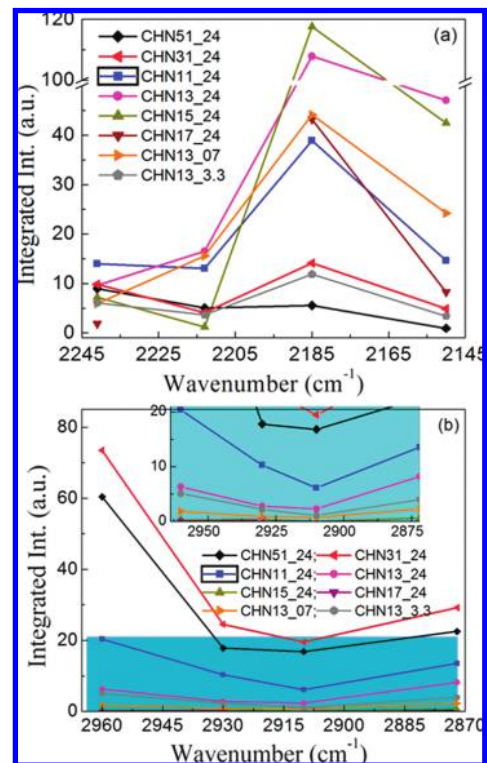 (a)
120
100
40
30
20
10
0
Integrated Int. (a.u.)
CHN51_24
CHN31_24
CHN11_24
CHN13_24
CHN15_24
CHN17_24
CHN13_07
CHN13_3.3
2245 2225 2205 2185 2165 2145
Wavenumber (cm⁻¹)
(b)
80
60
40
20
0
Integrated Int. (a.u.)
20
10
0
2950 2925 2900 2875
CHN51_24; CHN31_24
CHN11_24; CHN13_24
CHN15_24; CHN17_24
CHN13_07; CHN13_3.3
2960 2945 2930 2915 2900 2885 2870
Wavenumber (cm⁻¹)